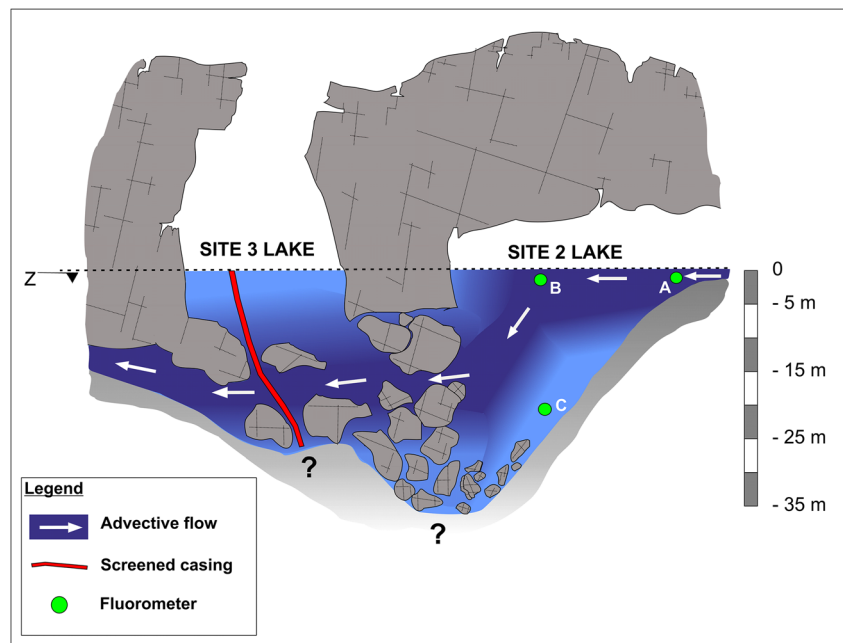 SITE 3 LAKE
SITE 2 LAKE
Z
B
A
C
0
- 5 m
- 15 m
- 25 m
- 35 m
?
?
Legend
Advective flow
Screened casing
Fluorometer